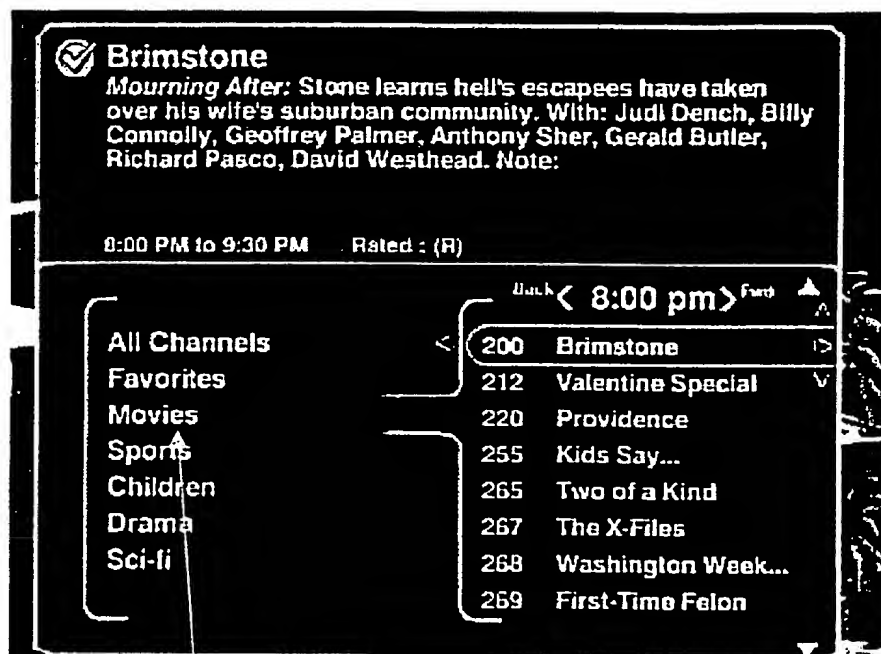 Brimstone
Mourning After: Stone learns hell's escapees have taken
over his wife's suburban community. With: Judi Dench, Billy
Connolly, Geoffrey Palmer, Anthony Sher, Gerald Butler,
Richard Pasco, David Westhead. Note:
8:00 PM to 9:30 PM Rated : (R)
Back < 8:00 pm > Fwd
All Channels
Favorites
Movies
Sports
Children
Drama
Sci-fi
200 Brimstone
212 Valentine Special
220 Providence
255 Kids Say...
265 Two of a Kind
267 The X-Files
268 Washington Week...
269 First-Time Felon